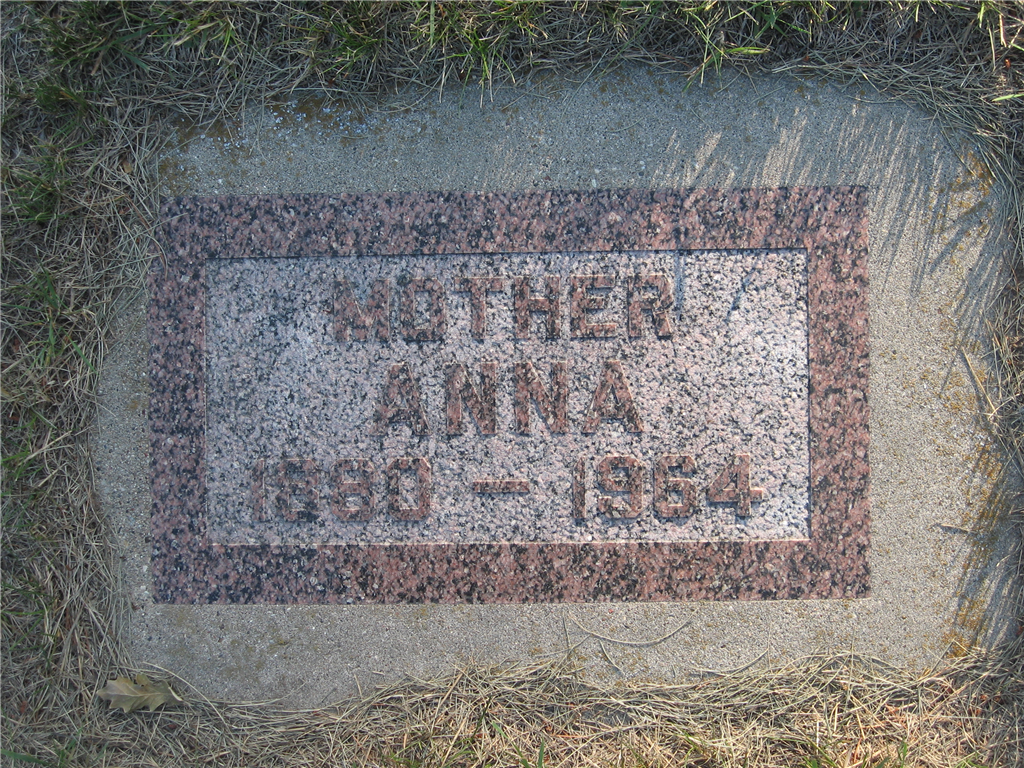 MOTHER
ANNA
1880 – 1964